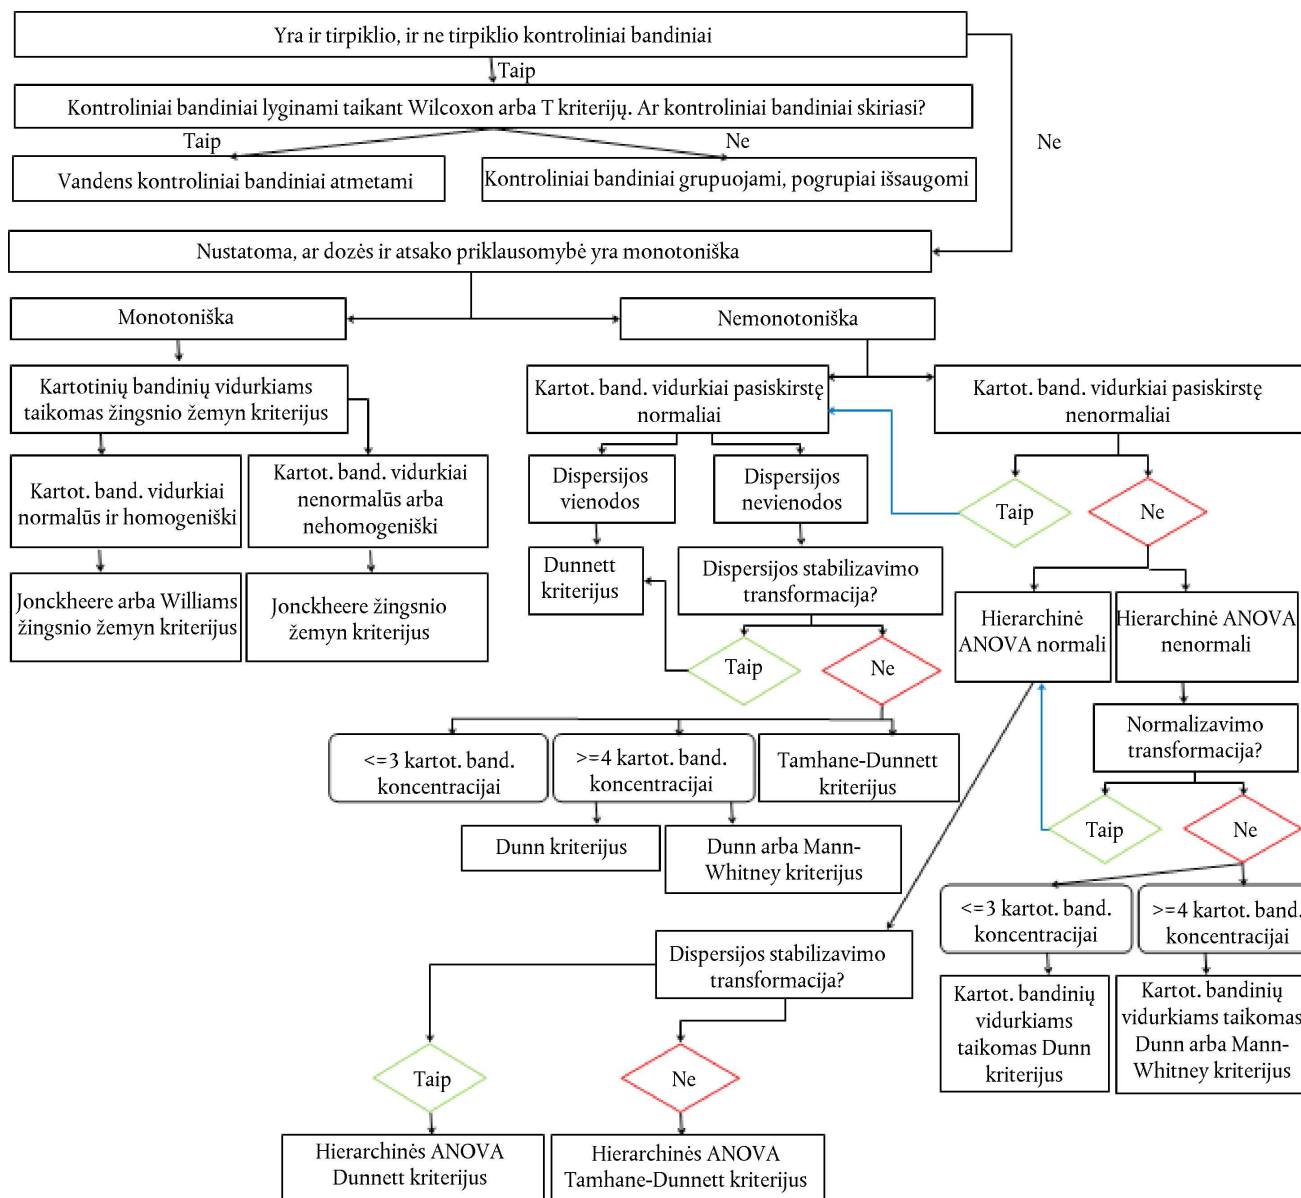 Yra ir tirpiklio, ir ne tirpiklio kontroliniai bandiniai
Taip
Kontroliniai bandiniai lyginami taikant Wilcoxon arba T kriterijų. Ar kontroliniai bandiniai skiriasi?
Taip
Ne
Ne
Vandens kontroliniai bandiniai atmetami
Kontroliniai bandiniai grupuojami, pogrupiai išsaugomi
Nustatoma, ar dozės ir atsako priklausomybė yra monotoniška
Monotoniška
Nemonotoniška
Kartotinių bandinių vidurkiams
taikomas žingsnio žemyn kriterijus
Kartot. band. vidurkiai pasiskirstę
normaliai
Kartot. band. vidurkiai pasiskirstę
nenormaliai
Kartot. band. vidurkiai
normalūs ir homogeniški
Kartot. band. vidurkiai
nenormalūs arba
nehomogeniški
Dispersijos
vienodos
Dispersijos
nevienodos
Taip
Ne
Jonckheere arba Williams
žingsnio žemyn kriterijus
Jonckheere žingsnio
žemyn kriterijus
Dunnett
kriterijus
Dispersijos stabilizavimo
transformacija?
Hierarchinė
ANOVA normali
Hierarchinė ANOVA
nenormali
Taip
Ne
Normalizavimo
transformacija?
<=3 kartot. band.
koncentracijai
>=4 kartot. band.
koncentracijai
Tamhane-Dunnett
kriterijus
Taip
Ne
Dunn kriterijus
Dunn arba Mann-
Whitney kriterijus
<=3 kartot. band.
koncentracijai
>=4 kartot. band.
koncentracijai
Dispersijos stabilizavimo
transformacija?
Kartot. bandinių
vidurkiams
taikomas Dunn
kriterijus
Kartot. bandinių
vidurkiams taikomas
Dunn arba Mann-
Whitney kriterijus
Taip
Ne
Hierarchinės ANOVA
Dunnett kriterijus
Hierarchinės ANOVA
Tamhane-Dunnett kriterijus